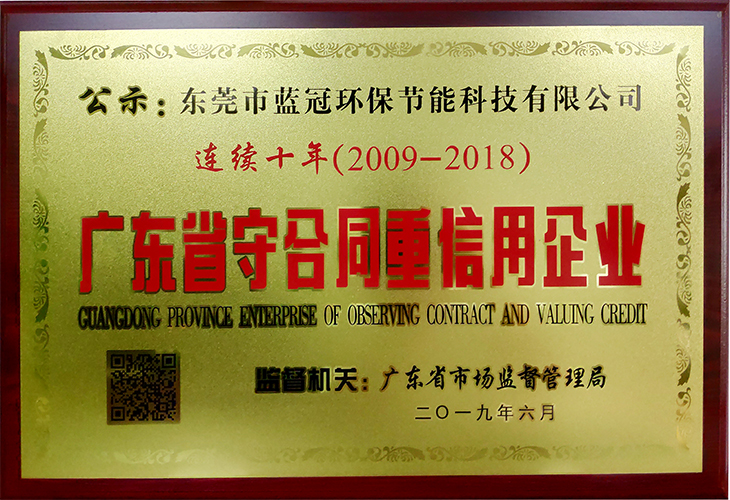 公示：东莞市蓝冠环保节能科技有限公司
连续十年(2009-2018)
广东省守合同重信用企业
GUANGDONG PROVINCE ENTERPRISE OF OBSERVING CONTRACT AND VALUING CREDIT
监督机关：广东省市场监督管理局
二〇一九年六月